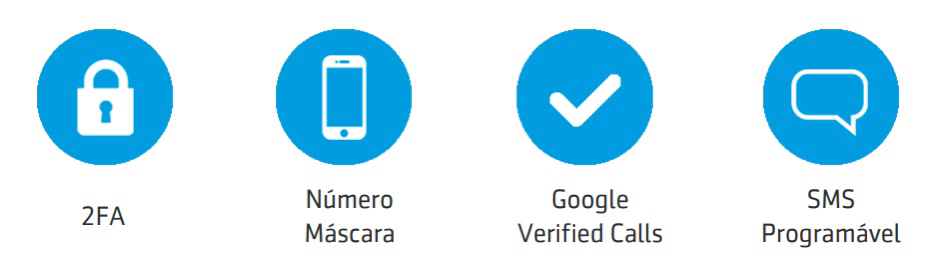 2FA
Número
Máscara
Google
Verified Calls
SMS
Programável